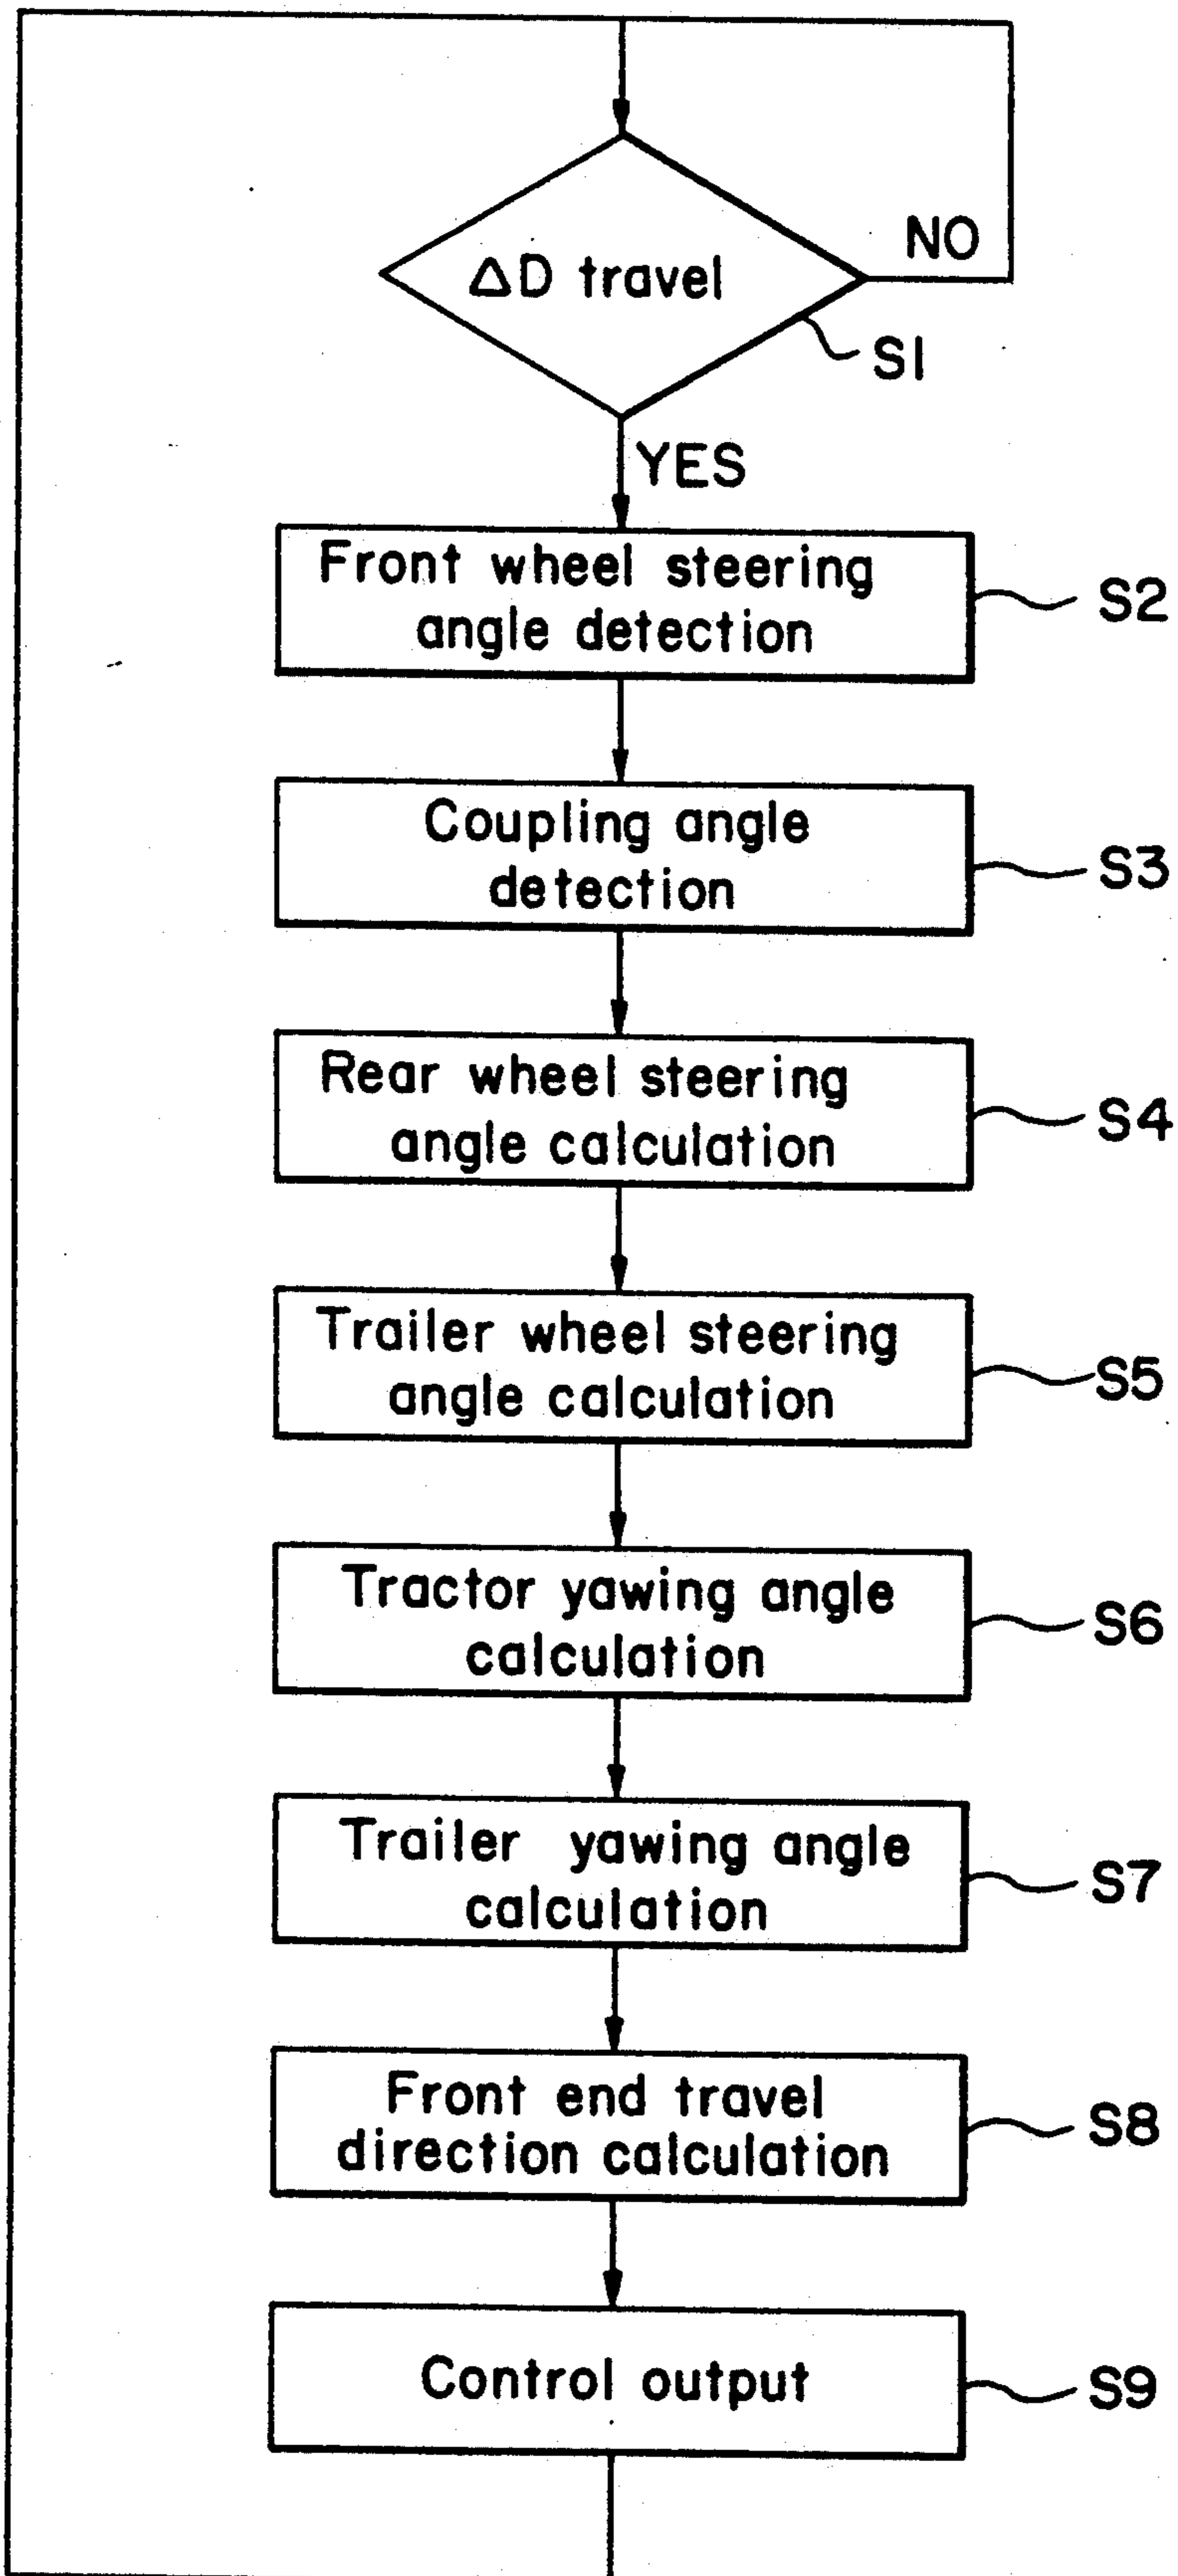 NO
ΔD travel
S1
YES
Front wheel steering
angle detection
S2
Coupling angle
detection
S3
Rear wheel steering
angle calculation
S4
Trailer wheel steering
angle calculation
S5
Tractor yawing angle
calculation
S6
Trailer yawing angle
calculation
S7
Front end travel
direction calculation
S8
Control output
S9